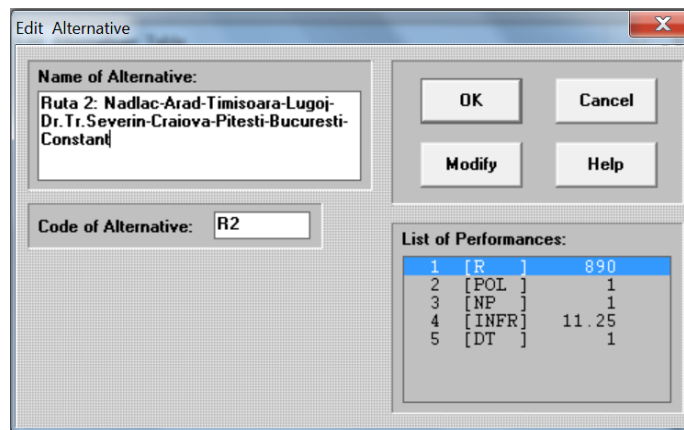 Edit Alternative
Name of Alternative:
Ruta 2: Nadlac-Arad-Timisoara-Lugoj-
Dr.Tr.Severin-Craiova-Pitesti-Bucuresti-
Constant
OK
Cancel
Modify
Help
Code of Alternative: R2
List of Performances:
1 [R ] 890
2 [POL ] 1
3 [NP ] 1
4 [INFR] 11.25
5 [DT ] 1